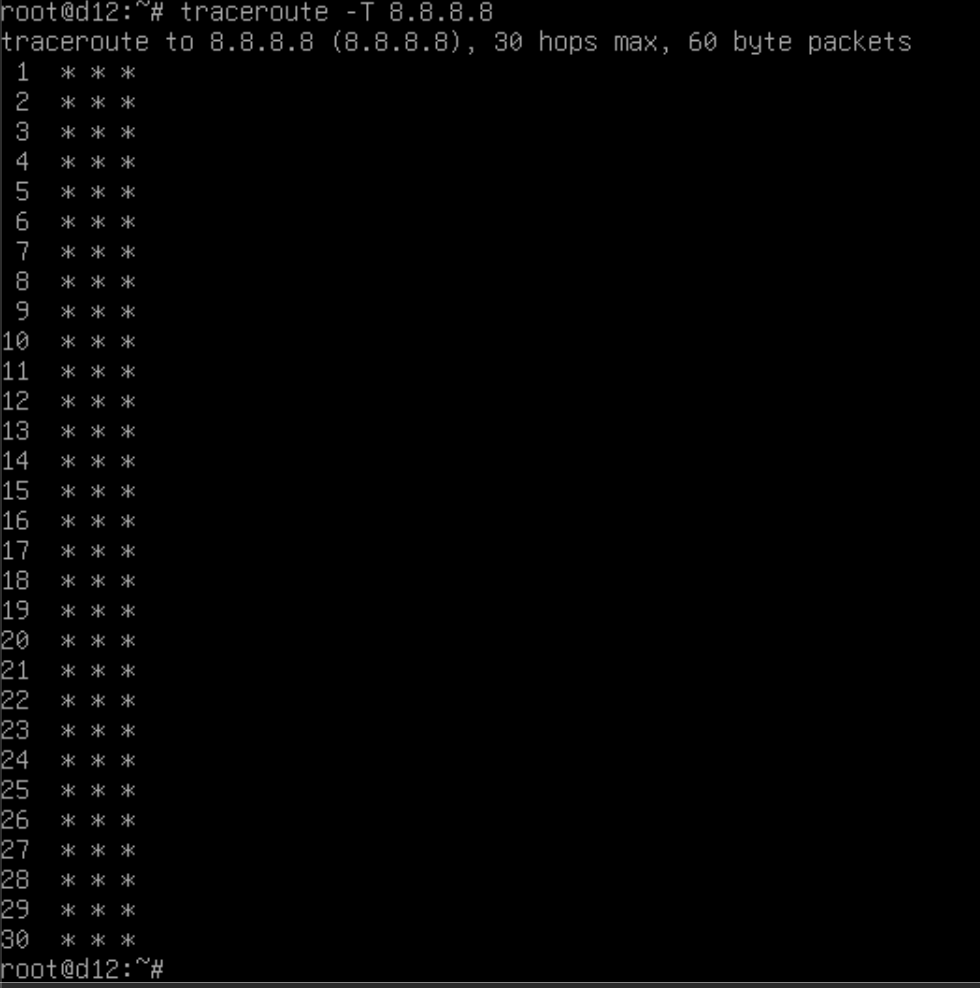 root@d12:~# traceroute -T 8.8.8.8
traceroute to 8.8.8.8 (8.8.8.8), 30 hops max, 60 byte packets
 1  * * *
 2  * * *
 3  * * *
 4  * * *
 5  * * *
 6  * * *
 7  * * *
 8  * * *
 9  * * *
10  * * *
11  * * *
12  * * *
13  * * *
14  * * *
15  * * *
16  * * *
17  * * *
18  * * *
19  * * *
20  * * *
21  * * *
22  * * *
23  * * *
24  * * *
25  * * *
26  * * *
27  * * *
28  * * *
29  * * *
30  * * *
root@d12:~#